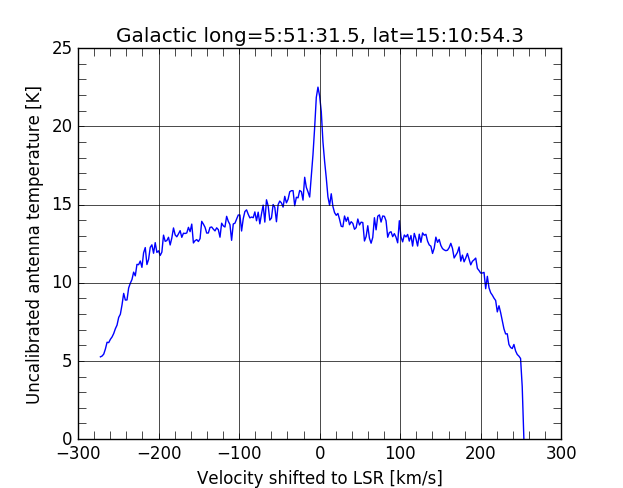 Galactic long=5:51:31.5, lat=15:10:54.3
Uncalibrated antenna temperature [K]
25
20
15
10
5
0
−300 −200 −100 0 100 200 300
Velocity shifted to LSR [km/s]